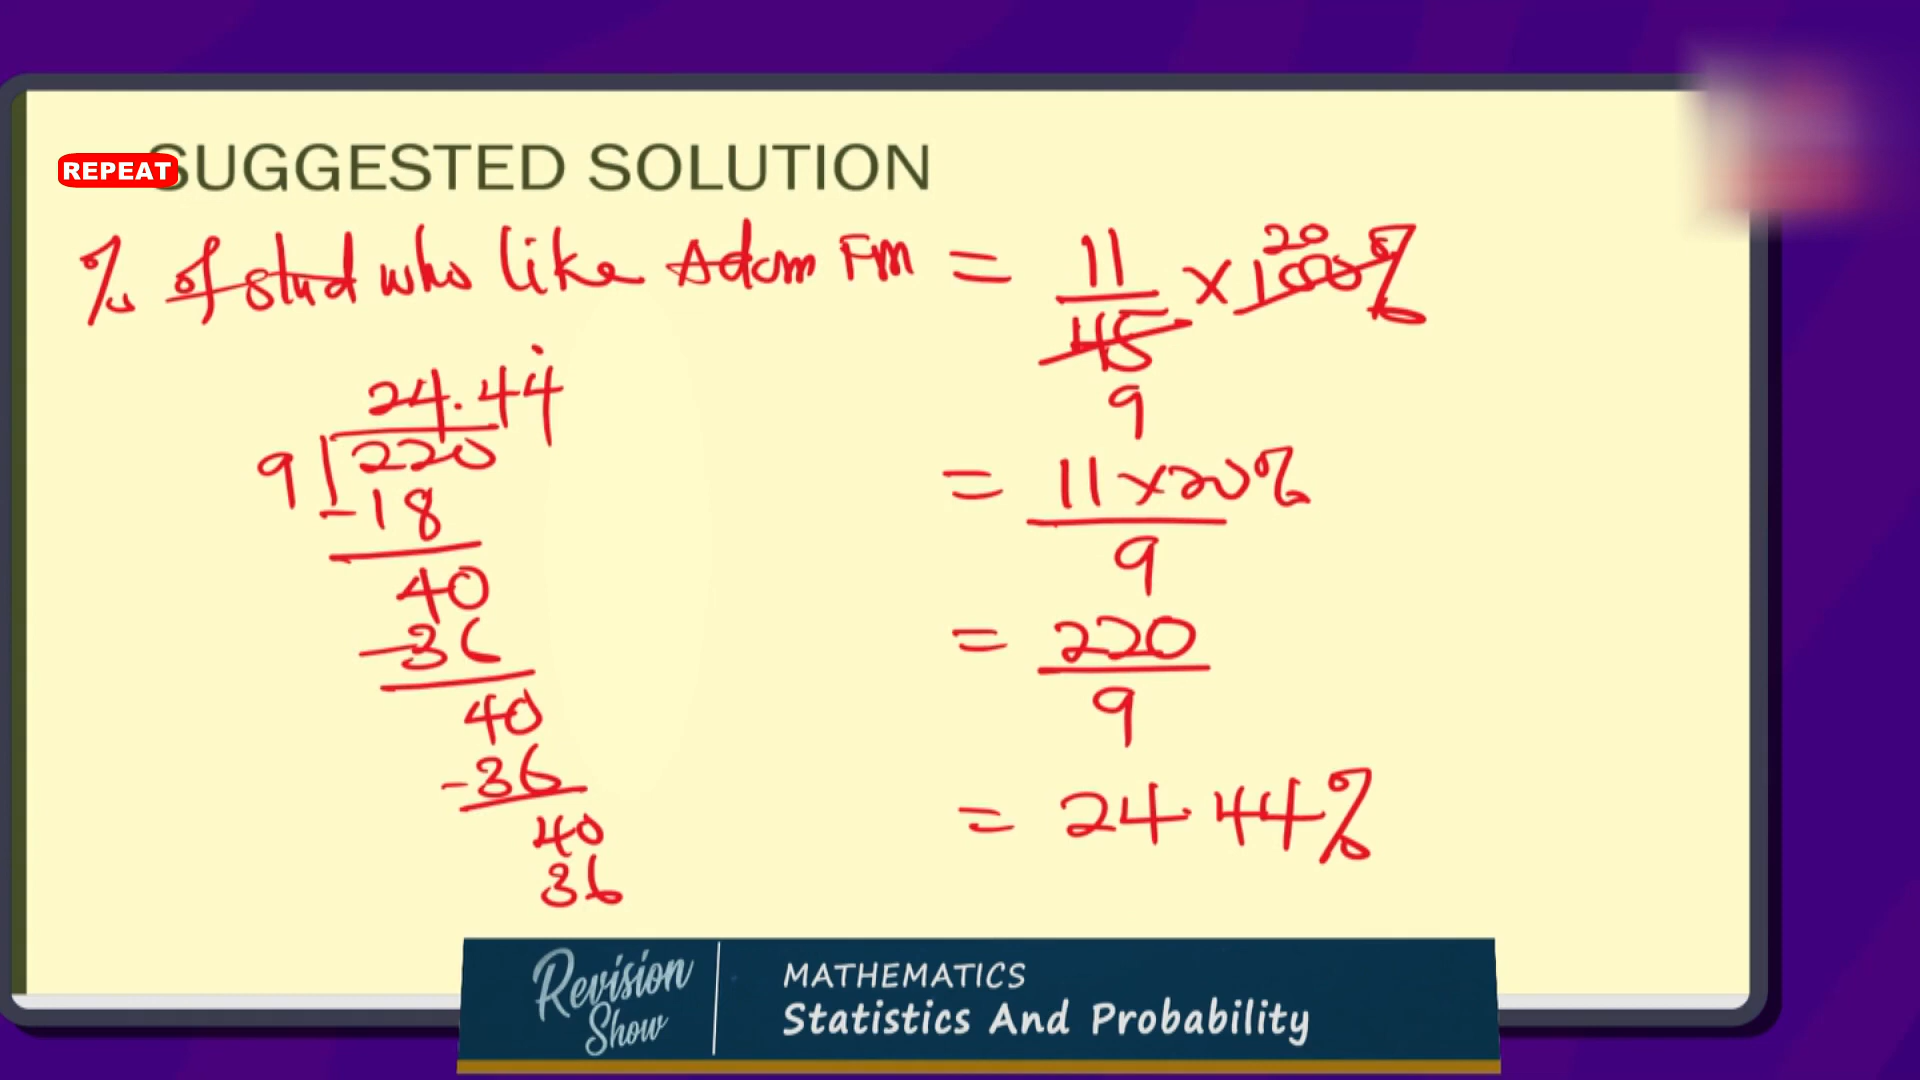 REPEAT
SUGGESTED SOLUTION
% of stud who like Adom Fm = 11/45 × 100%
20
9
= 11 × 20% / 9
= 220 / 9
= 24.44%
24.44
9 220
-18
40
-36
40
-36
40
36
Revision Show
MATHEMATICS
Statistics And Probability